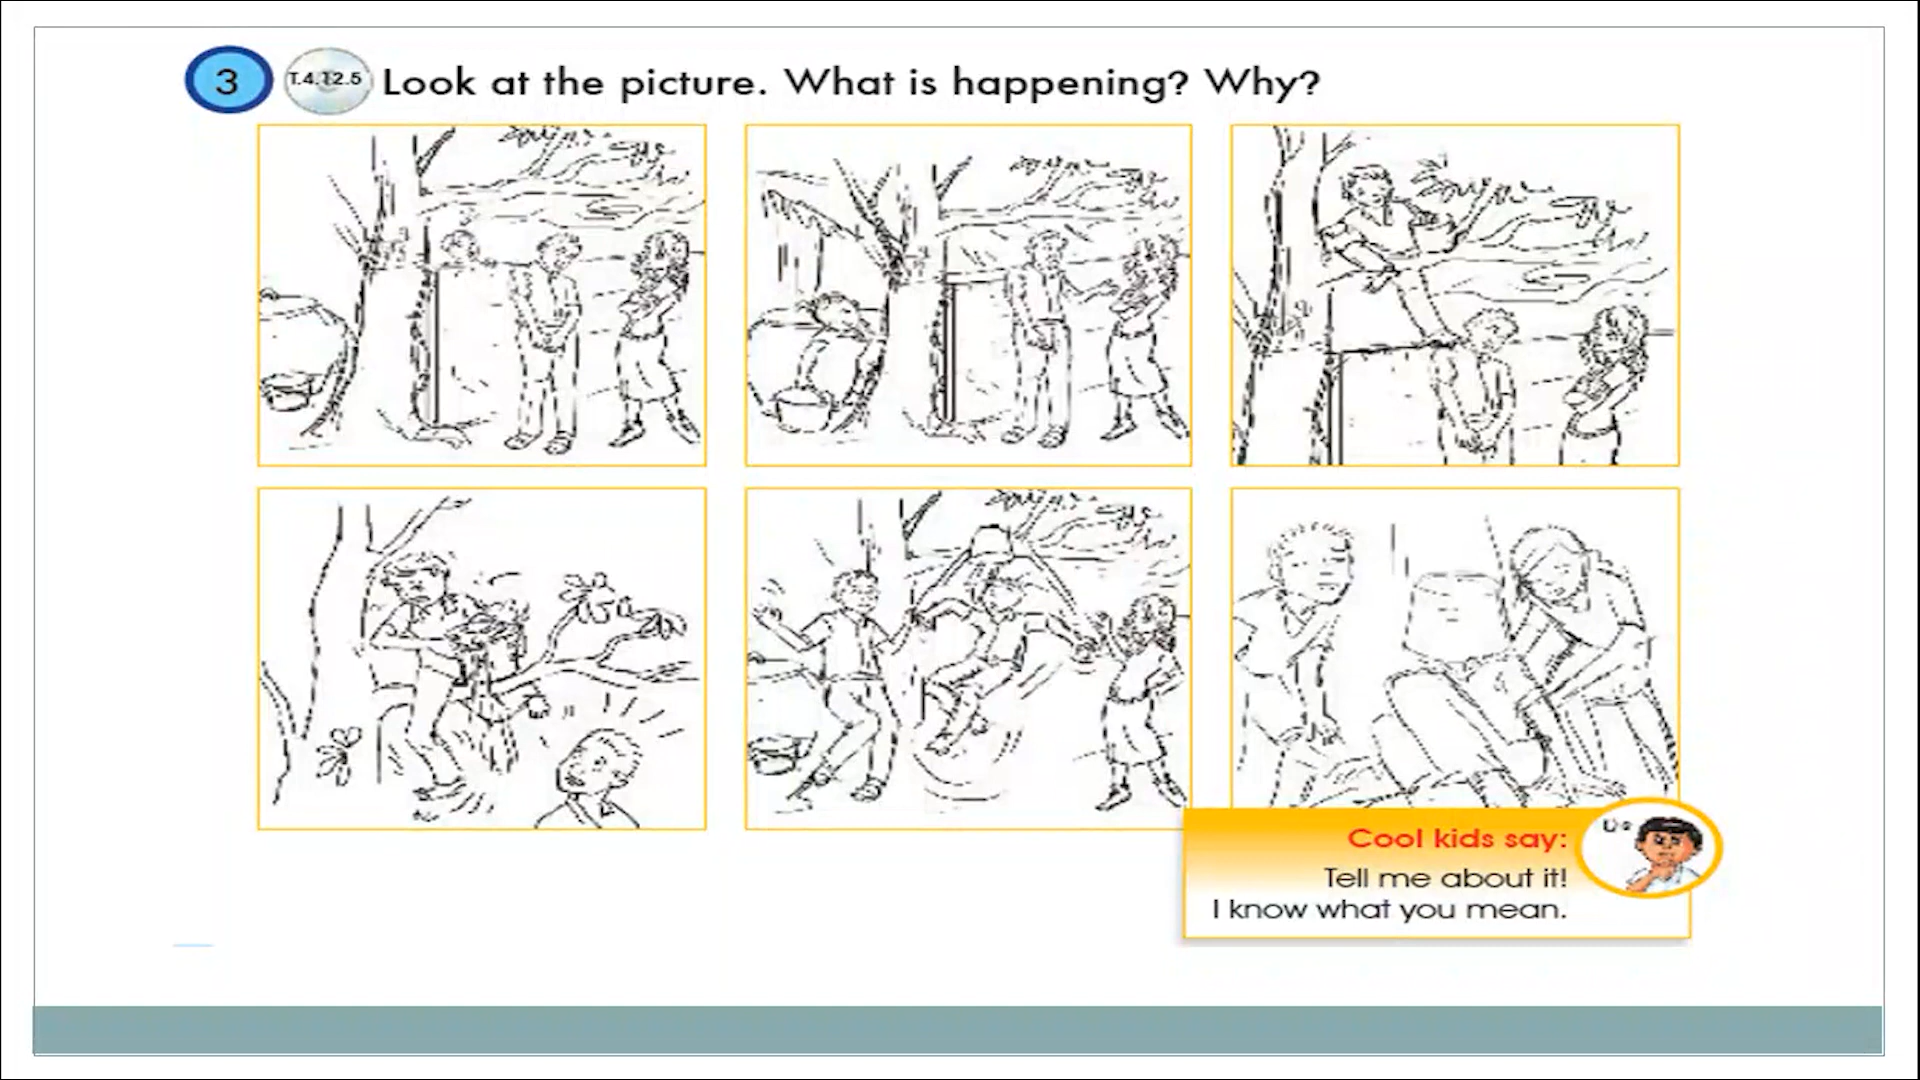 3
T.4.12.5
Look at the picture. What is happening? Why?
Cool kids say:
Tell me about it!
I know what you mean.